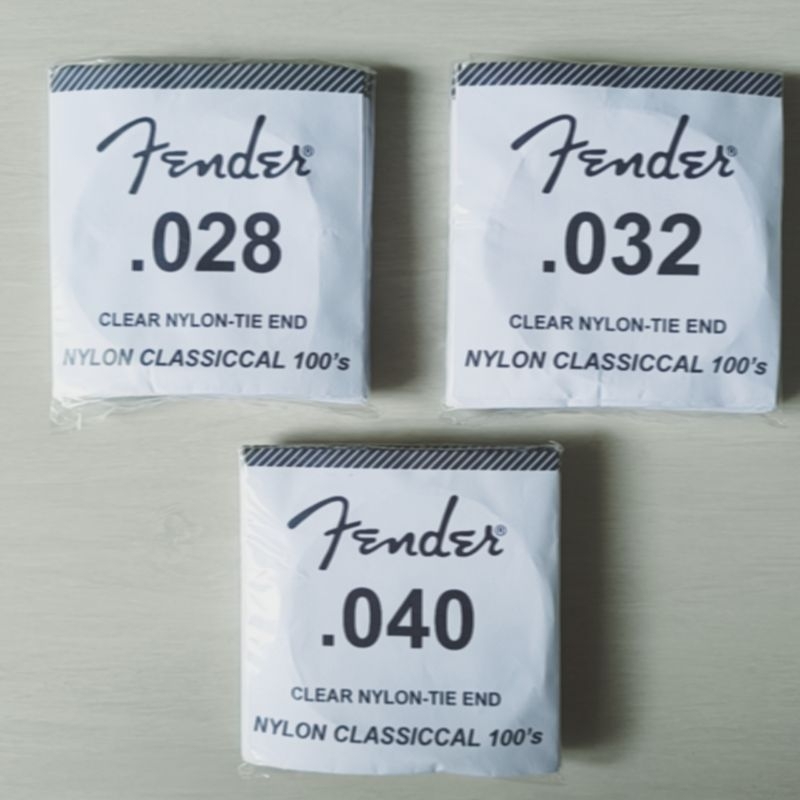 Fender®
.028
CLEAR NYLON-TIE END
NYLON CLASSICCAL 100's
Fender®
.032
CLEAR NYLON-TIE END
NYLON CLASSICCAL 100's
Fender®
.040
CLEAR NYLON-TIE END
NYLON CLASSICCAL 100's